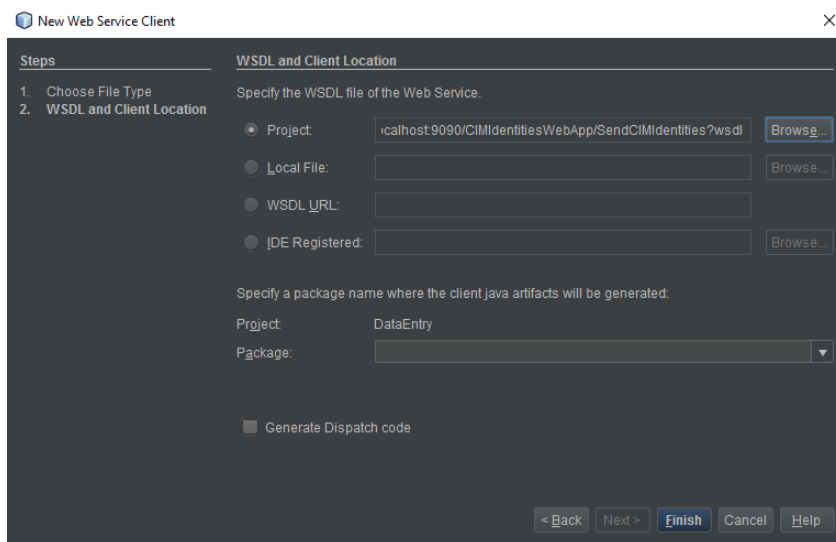 New Web Service Client
Steps
1. Choose File Type
2. WSDL and Client Location
WSDL and Client Location
Specify the WSDL file of the Web Service.
Project: calhost:9090/CIMIdentitiesWebApp/SendCIMIdentities?wsdl Browse...
Local File: Browse...
WSDL URL:
IDE Registered: Browse...
Specify a package name where the client java artifacts will be generated:
Project: DataEntry
Package:
Generate Dispatch code
< Back Next > Finish Cancel Help